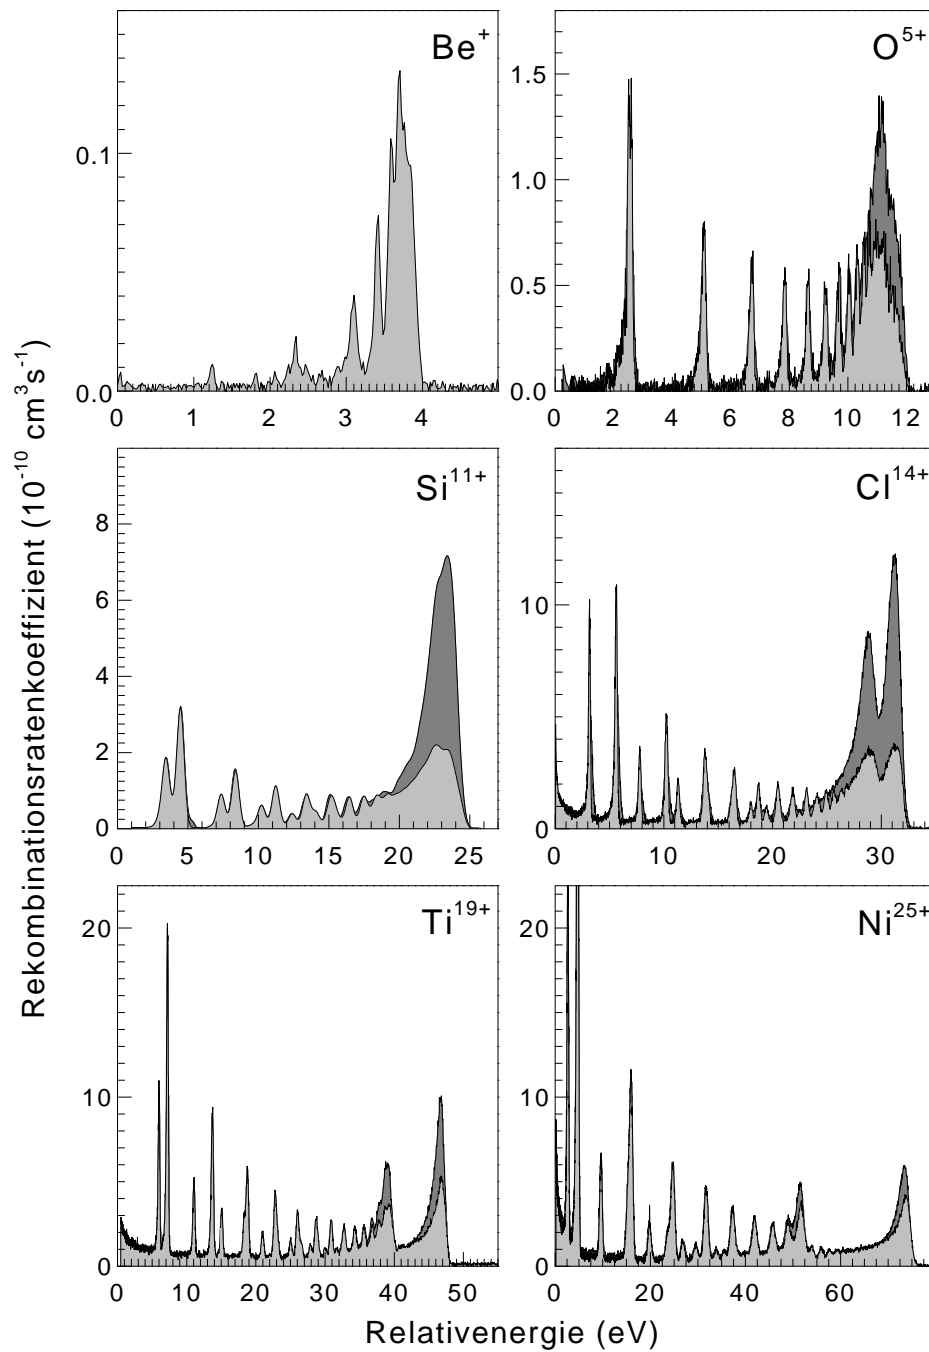 Rekombinationsratenkoeffizient (10⁻¹⁰ cm³s⁻¹)
Be⁺
0.1
0.0
0 1 2 3 4
O⁵⁺
1.5
1.0
0.5
0.0
0 2 4 6 8 10 12
Si¹¹⁺
8
6
4
2
0
0 5 10 15 20 25
Cl¹⁴⁺
10
0
0 10 20 30
Ti¹⁹⁺
20
10
0
0 10 20 30 40 50
Ni²⁵⁺
20
10
0
0 20 40 60
Relativenergie (eV)